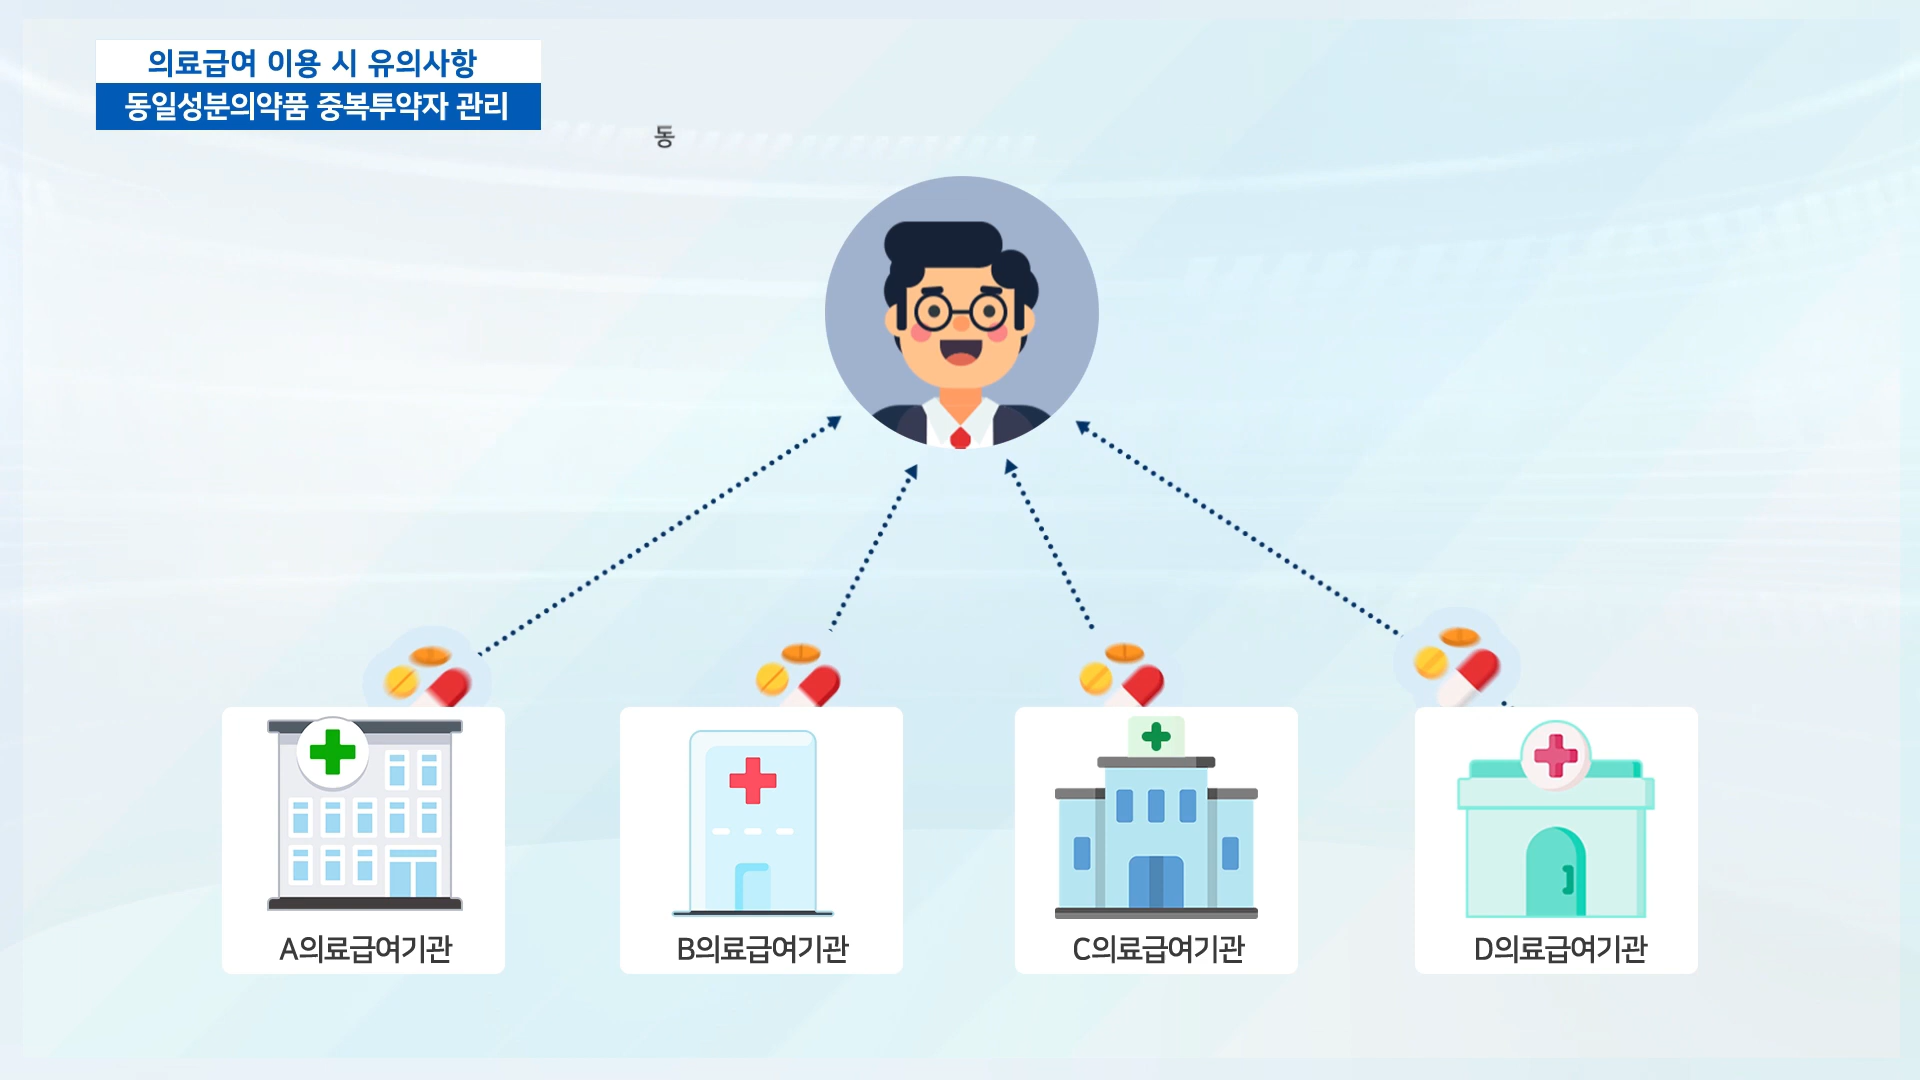 의료급여 이용 시 유의사항
동일성분의약품 중복투약자 관리
동
A의료급여기관
B의료급여기관
C의료급여기관
D의료급여기관